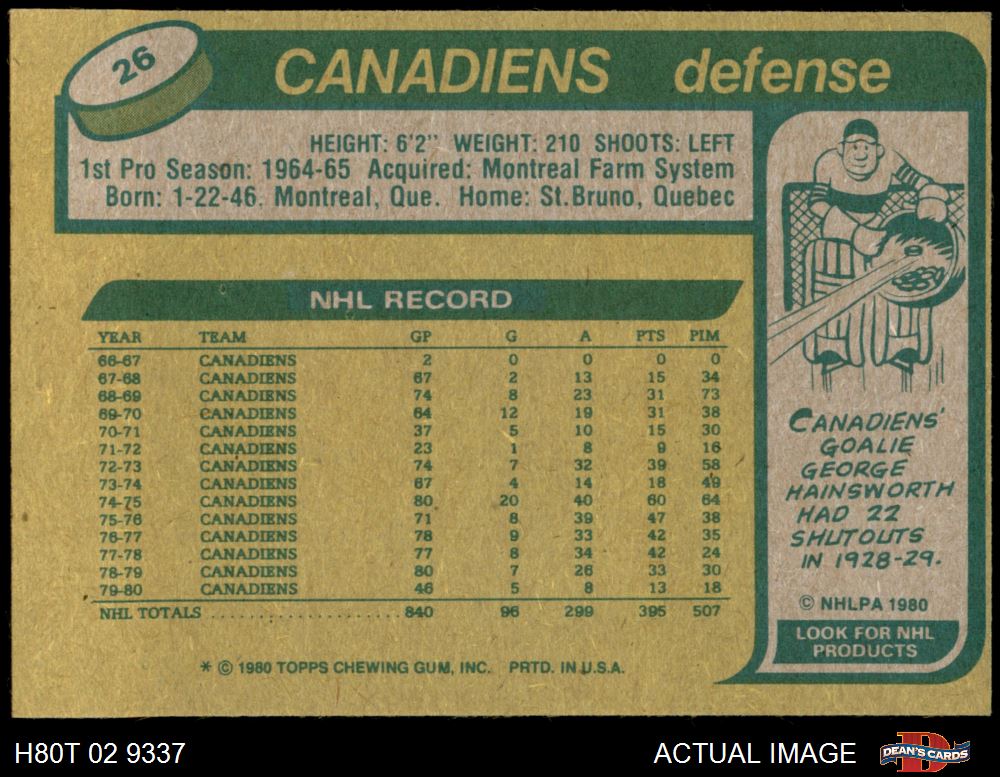 26
CANADIENS defense
HEIGHT: 6'2" WEIGHT: 210 SHOOTS: LEFT
1st Pro Season: 1964-65 Acquired: Montreal Farm System
Born: 1-22-46. Montreal, Que. Home: St.Bruno, Quebec
NHL RECORD
YEAR TEAM GP G A PTS PIM
66-67 CANADIENS 2 0 0 0 0
67-68 CANADIENS 67 2 13 15 34
68-69 CANADIENS 74 8 23 31 73
69-70 CANADIENS 64 12 19 31 38
70-71 CANADIENS 37 5 10 15 30
71-72 CANADIENS 23 1 8 9 16
72-73 CANADIENS 74 7 32 39 58
73-74 CANADIENS 67 4 14 18 49
74-75 CANADIENS 80 20 40 60 64
75-76 CANADIENS 71 8 39 47 38
76-77 CANADIENS 78 9 33 42 35
77-78 CANADIENS 77 8 34 42 24
78-79 CANADIENS 80 7 26 33 30
79-80 CANADIENS 46 5 8 13 18
NHL TOTALS .................... 840 96 299 395 507
* © 1980 TOPPS CHEWING GUM, INC. PRTD. IN U.S.A.
CANADIENS'
GOALIE
GEORGE
HAINSWORTH
HAD 22
SHUTOUTS
IN 1928-29.
© NHLPA 1980
LOOK FOR NHL
PRODUCTS
H80T 02 9337
ACTUAL IMAGE
DEAN'S CARDS